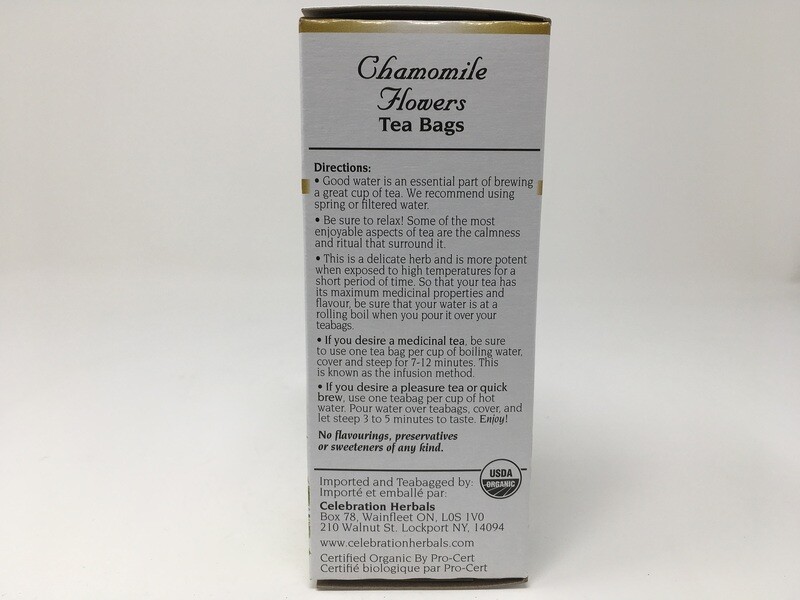 Chamomile
Flowers
Tea Bags
Directions:
• Good water is an essential part of brewing
a great cup of tea. We recommend using
spring or filtered water.
• Be sure to relax! Some of the most
enjoyable aspects of tea are the calmness
and ritual that surround it.
• This is a delicate herb and is more potent
when exposed to high temperatures for a
short period of time. So that your tea has
its maximum medicinal properties and
flavour, be sure that your water is at a
rolling boil when you pour it over your
teabags.
• If you desire a medicinal tea, be sure
to use one tea bag per cup of boiling water,
cover and steep for 7-12 minutes. This
is known as the infusion method.
• If you desire a pleasure tea or quick
brew, use one teabag per cup of hot
water. Pour water over teabags, cover, and
let steep 3 to 5 minutes to taste. Enjoy!
No flavourings, preservatives
or sweeteners of any kind.
USDA
ORGANIC
Imported and Teabagged by:
Importé et emballé par:
Celebration Herbals
Box 78, Wainfleet ON, L0S 1V0
210 Walnut St. Lockport NY, 14094
www.celebrationherbals.com
Certified Organic By Pro-Cert
Certifié biologique par Pro-Cert